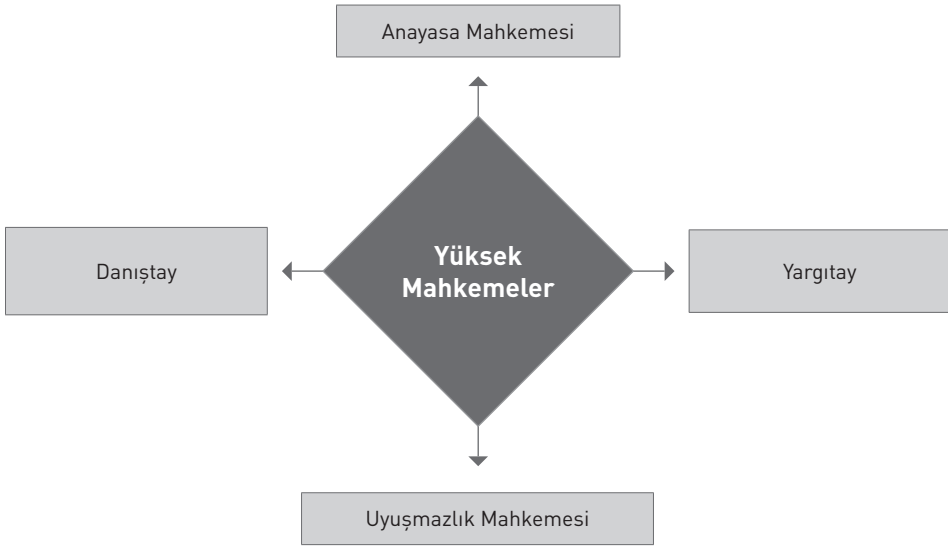 Anayasa Mahkemesi
Danıştay
Yüksek
Mahkemeler
Yargıtay
Uyuşmazlık Mahkemesi